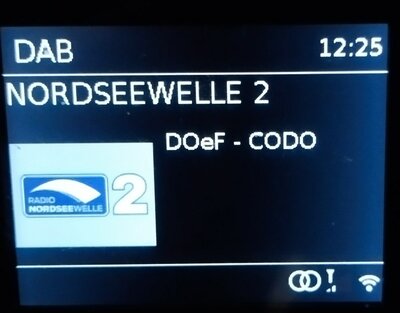 DAB 12:25
NORDSEEWELLE 2
DOeF - CODO
RADIO
NORDSEEWELLE 2